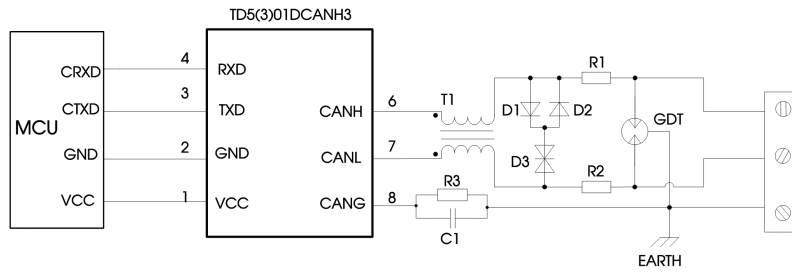 TD5(3)01DCANH3
MCU
CRXD 4 RXD
CTXD 3 TXD
GND 2 GND
VCC 1 VCC
CANH 6
CANL 7
CANG 8
T1
D1
D2
D3
R1
R2
GDT
R3
C1
EARTH